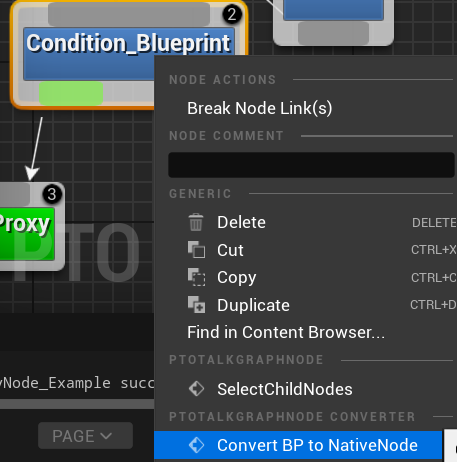 2
Condition_Blueprint
NODE ACTIONS
Break Node Link(s)
NODE COMMENT
3
Proxy
GENERIC
Delete DELETE
PTO
Cut CTRL+X
Copy CTRL+C
Duplicate CTRL+D
Find in Content Browser...
PTOTALKGRAPHNODE
yNode_Example succ
SelectChildNodes
PTOTALKGRAPHNODE CONVERTER
PAGE
Convert BP to NativeNode